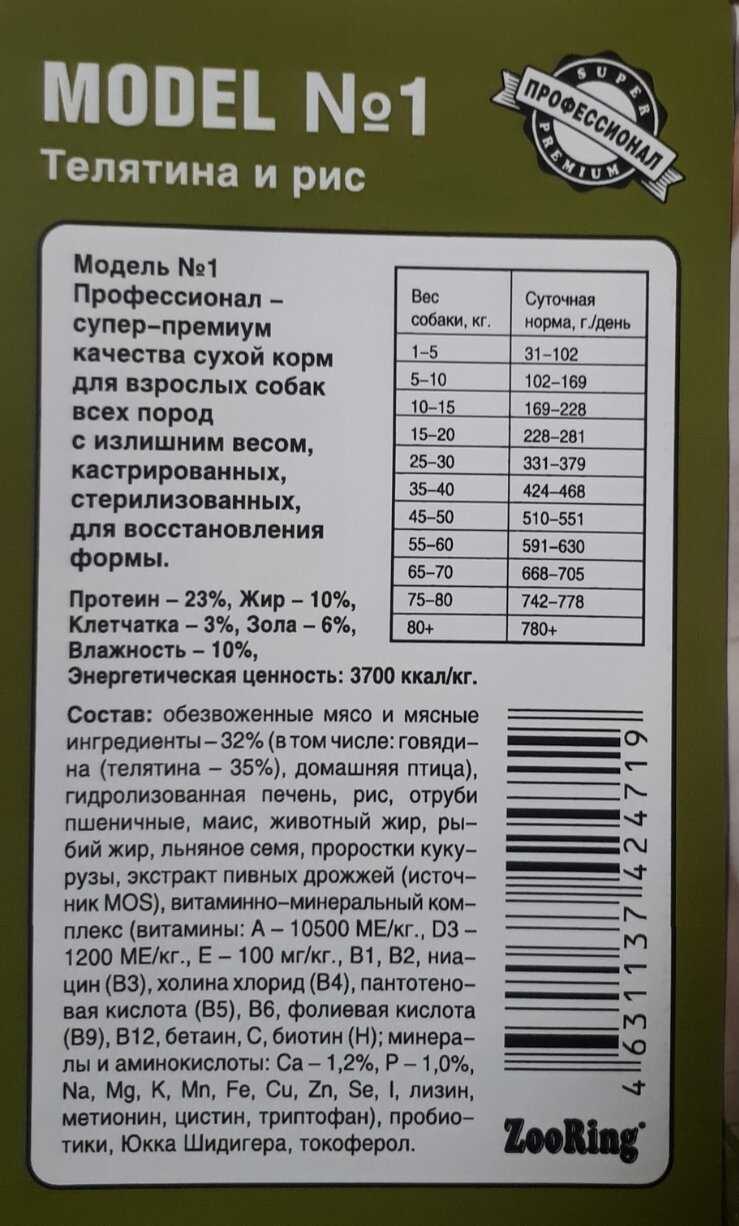 MODEL №1
Телятина и рис
SUPER
ПРОФЕССИОНАЛ
PREMIUM
Модель №1
Профессионал –
супер–премиум
качества сухой корм
для взрослых собак
всех пород
с излишним весом,
кастрированных,
стерилизованных,
для восстановления
формы.
Вес собаки, кг. Суточная норма, г./день
1–5 31–102
5–10 102–169
10–15 169–228
15–20 228–281
25–30 331–379
35–40 424–468
45–50 510–551
55–60 591–630
65–70 668–705
75–80 742–778
80+ 780+
Протеин – 23%, Жир – 10%,
Клетчатка – 3%, Зола – 6%,
Влажность – 10%,
Энергетическая ценность: 3700 ккал/кг.
Состав: обезвоженные мясо и мясные
ингредиенты – 32% (в том числе: говяди–
на (телятина – 35%), домашняя птица),
гидролизованная печень, рис, отруби
пшеничные, маис, животный жир, ры–
бий жир, льняное семя, проростки куку–
рузы, экстракт пивных дрожжей (источ–
ник MOS), витаминно–минеральный ком–
плекс (витамины: А – 10500 МЕ/кг., D3 –
1200 МЕ/кг., Е – 100 мг/кг., В1, В2, ниа–
цин (В3), холина хлорид (В4), пантотено–
вая кислота (В5), В6, фолиевая кислота
(В9), В12, бетаин, С, биотин (Н); минера–
лы и аминокислоты: Ca – 1,2%, P – 1,0%,
Na, Mg, K, Mn, Fe, Cu, Zn, Se, I, лизин,
метионин, цистин, триптофан), пробио–
тики, Юкка Шидигера, токоферол.
4 631137 424719
ZooRing